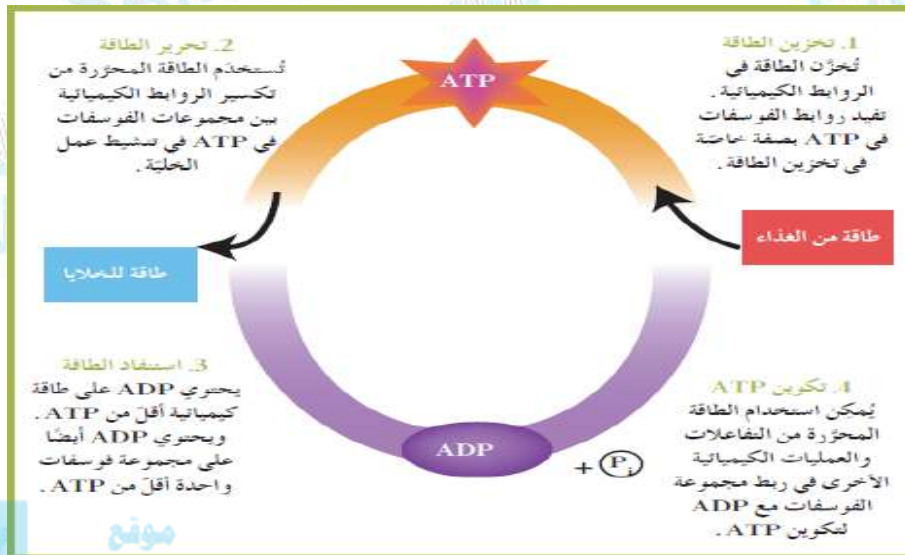 1. تخزين الطاقة
تُخزَّن الطاقة في
الروابط الكيميائية.
تفيد روابط الفوسفات
في ATP بصفة خاصّة
في تخزين الطاقة.
ATP
2. تحرير الطاقة
تُستخدَم الطاقة المحرّرة من
تكسير الروابط الكيميائية
بين مجموعات الفوسفات
في ATP في تنشيط عمل
الخليّة.
طاقة من الغذاء
طاقة للخلايا
3. استنفاد الطاقة
يحتوي ADP على طاقة
كيميائية أقلّ من ATP.
ويحتوي ADP أيضًا
على مجموعة فوسفات
واحدة أقلّ من ATP.
ADP
+ Pi
4. تكوين ATP
يُمكن استخدام الطاقة
المحرّرة من التفاعلات
والعمليات الكيميائية
الأخرى في ربط مجموعة
الفوسفات مع ADP
لتكوين ATP.
موقع